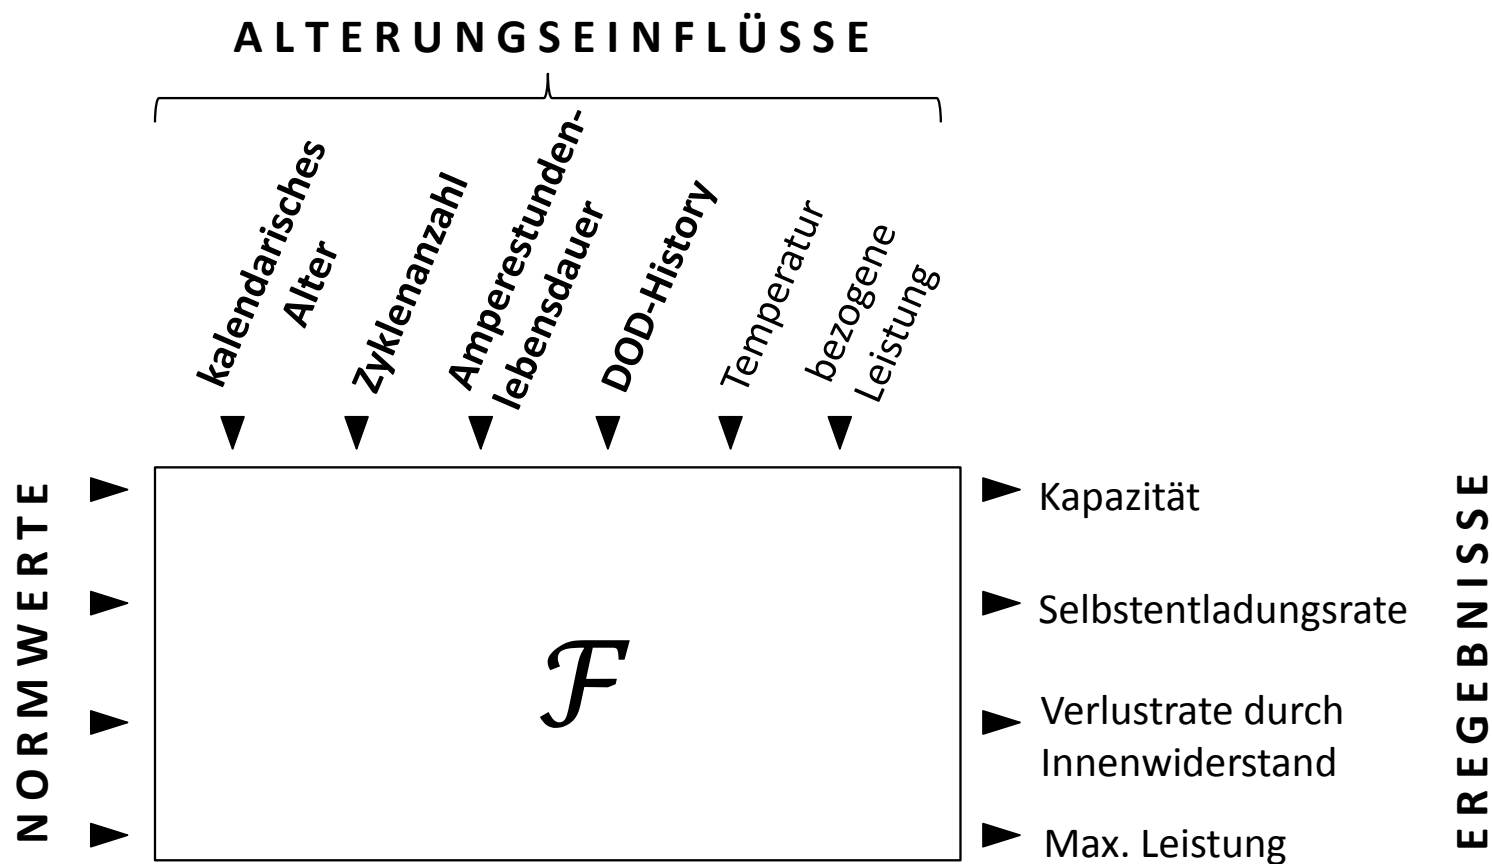 ALTERUNGSEINFLÜSSE
kalendarisches
Alter
Zyklenanzahl
Amperestunden-
lebensdauer
DOD-History
Temperatur
bezogene
Leistung
NORMWERTE
ℱ
Kapazität
Selbstentladungsrate
Verlustrate durch
Innenwiderstand
Max. Leistung
EREGEBNISSE